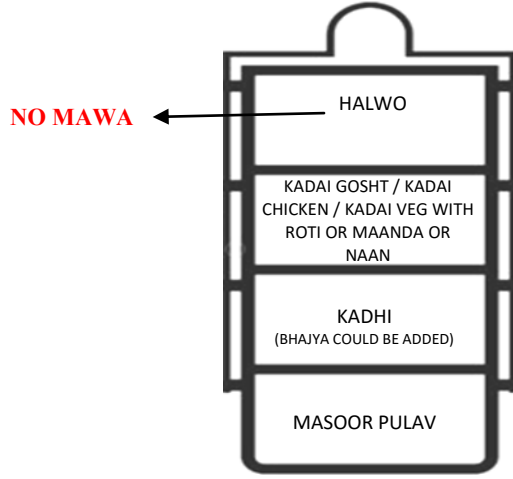 HALWO
NO MAWA
KADAI GOSHT / KADAI
CHICKEN / KADAI VEG WITH
ROTI OR MAANDA OR
NAAN
KADHI
(BHAJYA COULD BE ADDED)
MASOOR PULAV